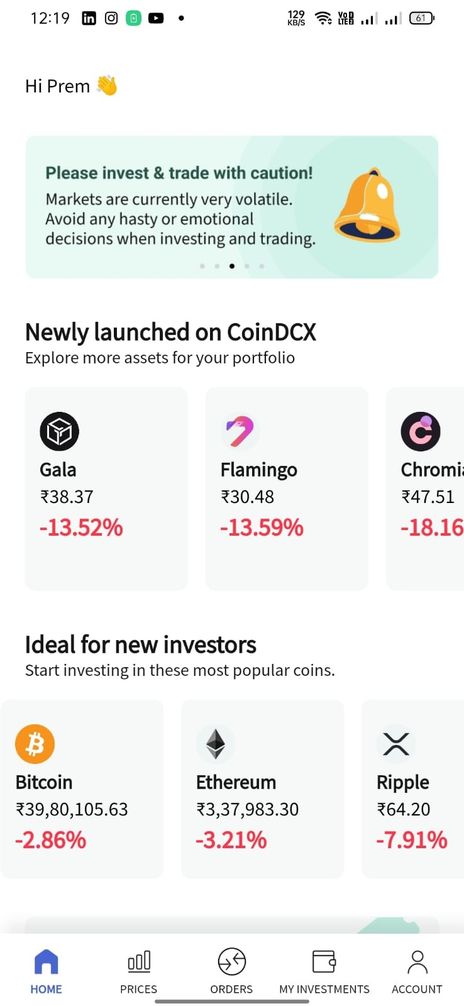 12:19
129 KB/S Vo LTE 61
Hi Prem 👋
Please invest & trade with caution!
Markets are currently very volatile.
Avoid any hasty or emotional
decisions when investing and trading.
Newly launched on CoinDCX
Explore more assets for your portfolio
Gala Flamingo Chromia
₹38.37 ₹30.48 ₹47.51
-13.52% -13.59% -18.16
Ideal for new investors
Start investing in these most popular coins.
Bitcoin Ethereum Ripple
₹39,80,105.63 ₹3,37,983.30 ₹64.20
-2.86% -3.21% -7.91%
HOME PRICES ORDERS MY INVESTMENTS ACCOUNT